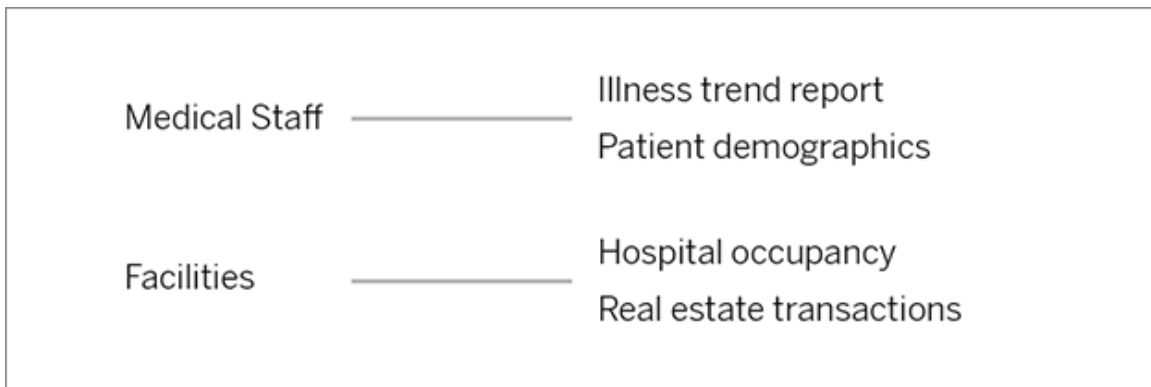 Medical Staff
Illness trend report
Patient demographics
Facilities
Hospital occupancy
Real estate transactions